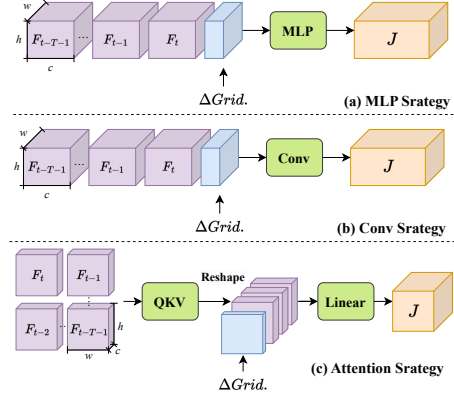 w
h
F_{t-T-1} ... F_{t-1} F_t MLP J
c
ΔGrid.
(a) MLP Srategy
w
h
F_{t-T-1} ... F_{t-1} F_t Conv J
c
ΔGrid.
(b) Conv Srategy
F_t F_{t-1} QKV Reshape Linear J
F_{t-2} ... F_{t-T-1} h
w c
ΔGrid.
(c) Attention Srategy